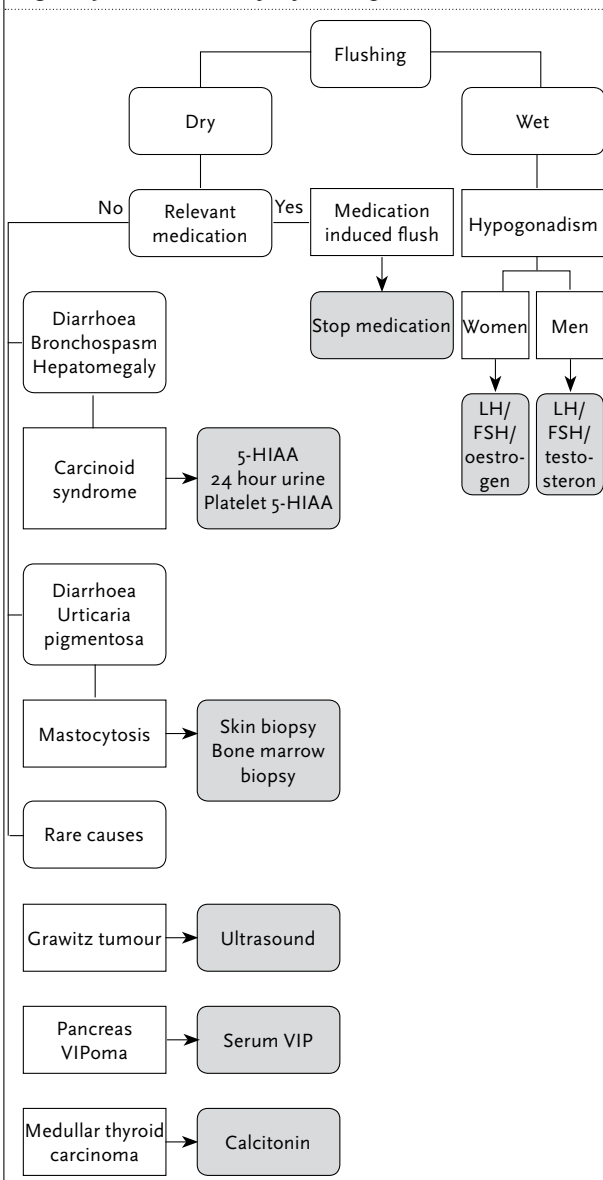 Flushing
Dry
Wet
No
Relevant
medication
Yes
Medication
induced flush
Hypogonadism
Stop medication
Women
Men
LH/
FSH/
oestro-
gen
LH/
FSH/
testo-
steron
Diarrhoea
Bronchospasm
Hepatomegaly
Carcinoid
syndrome
5-HIAA
24 hour urine
Platelet 5-HIAA
Diarrhoea
Urticaria
pigmentosa
Mastocytosis
Skin biopsy
Bone marrow
biopsy
Rare causes
Grawitz tumour
Ultrasound
Pancreas
VIPoma
Serum VIP
Medullar thyroid
carcinoma
Calcitonin